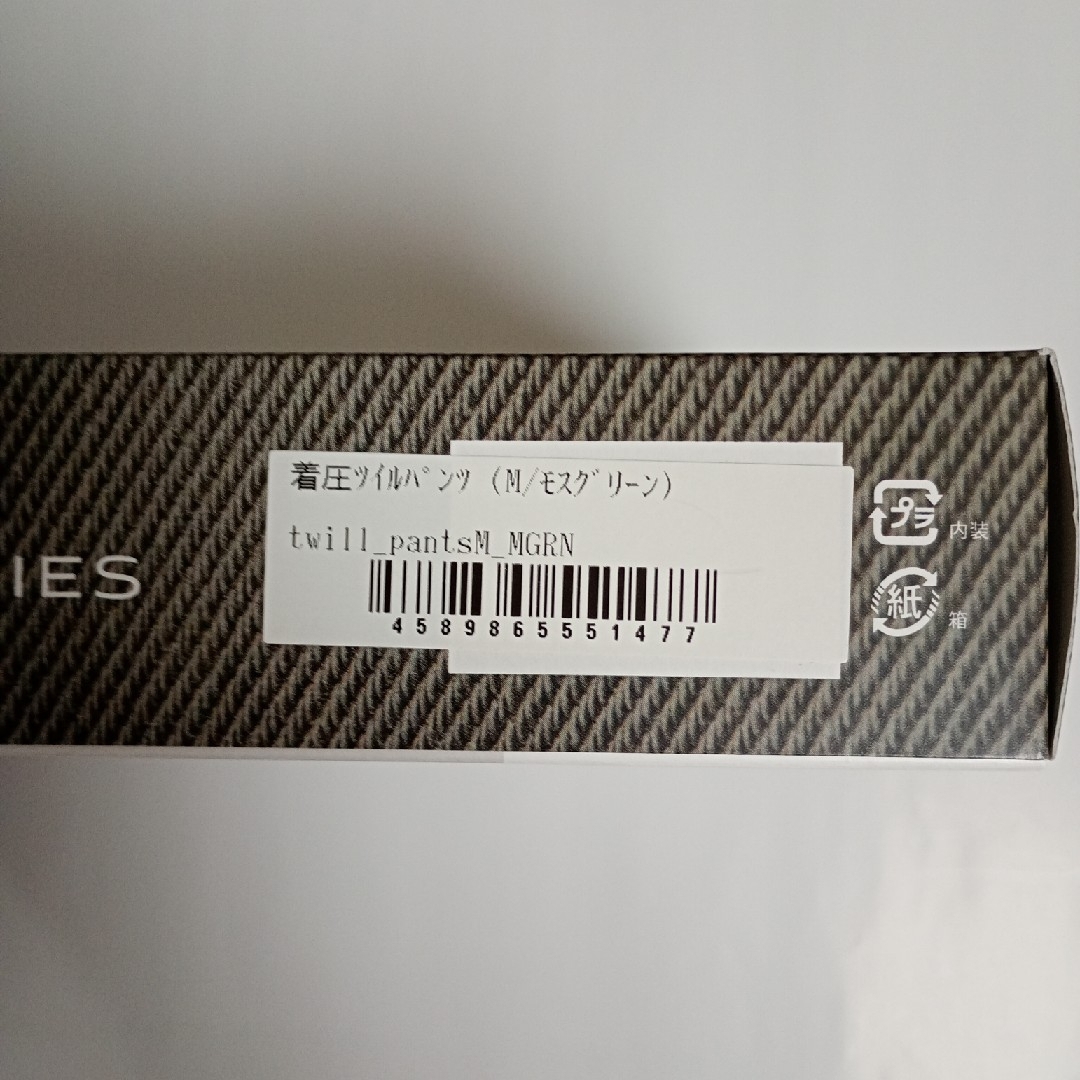 着圧ﾂｲﾙﾊﾟﾝﾂ (M/ﾓｽｸﾞﾘｰﾝ)
twill_pantsM_MGRN
4589865551477
IES
プラ 内装
紙 箱